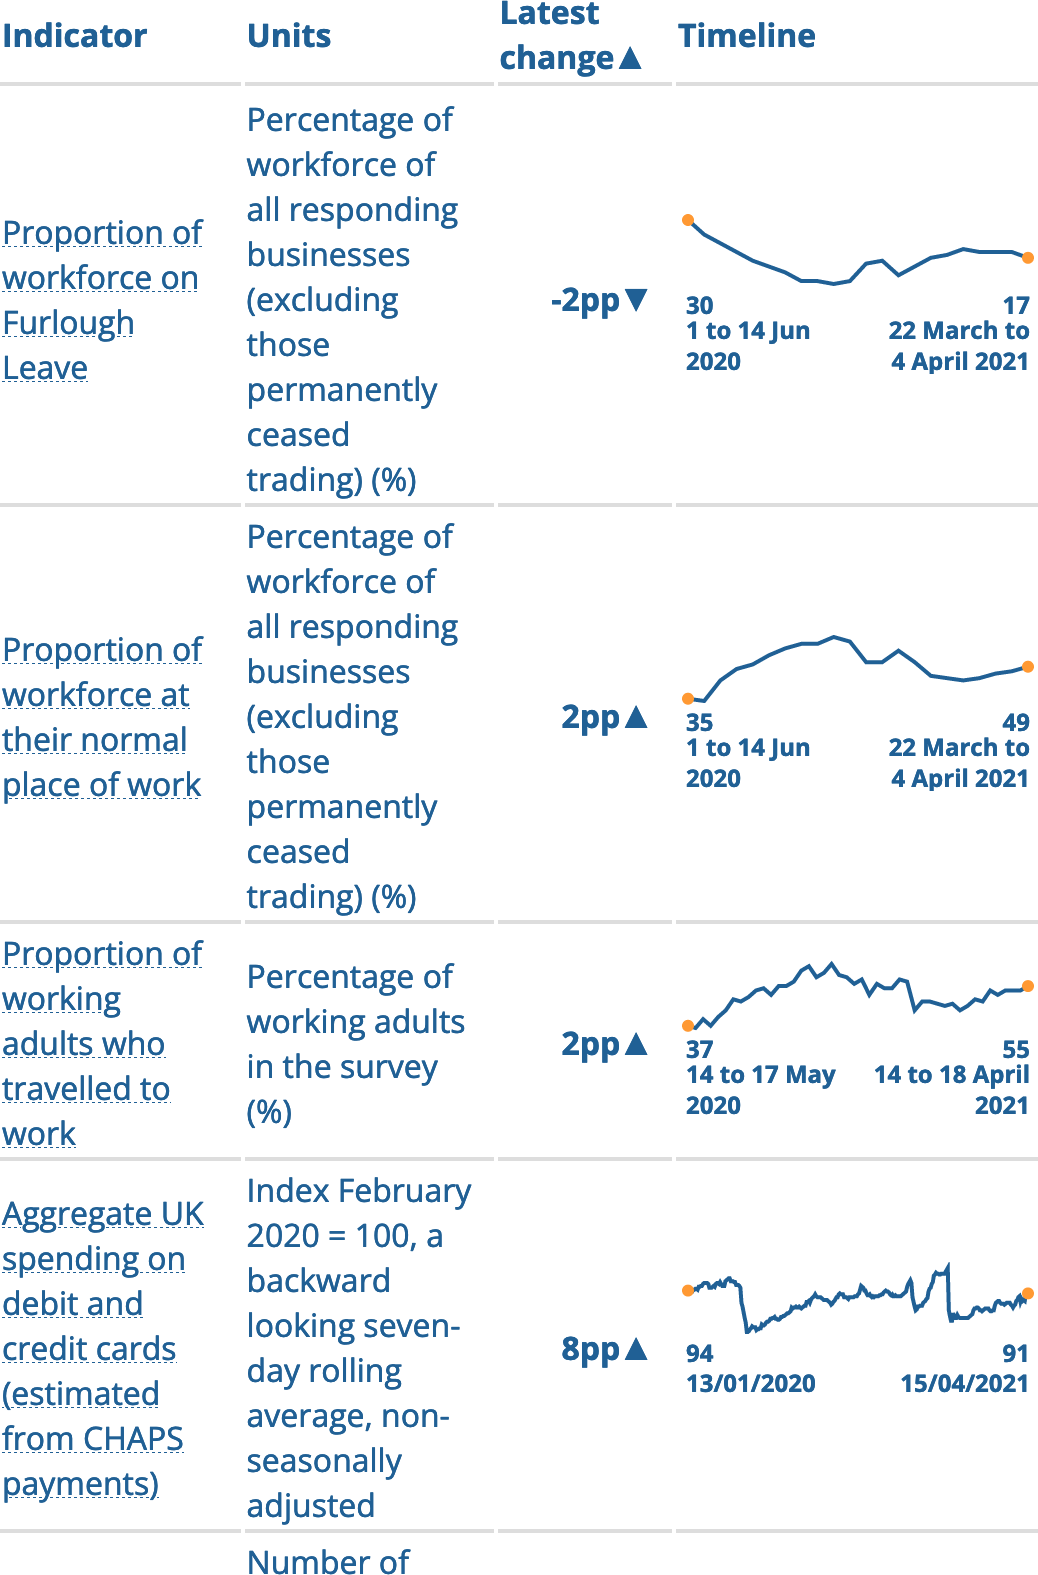 Indicator
Units
Latest
change▲
Timeline
Proportion of
workforce on
Furlough
Leave
Percentage of
workforce of
all responding
businesses
(excluding
those
permanently
ceased
trading) (%)
-2pp▼
30
1 to 14 Jun
2020
17
22 March to
4 April 2021
Proportion of
workforce at
their normal
place of work
Percentage of
workforce of
all responding
businesses
(excluding
those
permanently
ceased
trading) (%)
2pp▲
35
1 to 14 Jun
2020
49
22 March to
4 April 2021
Proportion of
working
adults who
travelled to
work
Percentage of
working adults
in the survey
(%)
2pp▲
37
14 to 17 May
2020
55
14 to 18 April
2021
Aggregate UK
spending on
debit and
credit cards
(estimated
from CHAPS
payments)
Index February
2020 = 100, a
backward
looking seven-
day rolling
average, non-
seasonally
adjusted
8pp▲
94
13/01/2020
91
15/04/2021
Number of